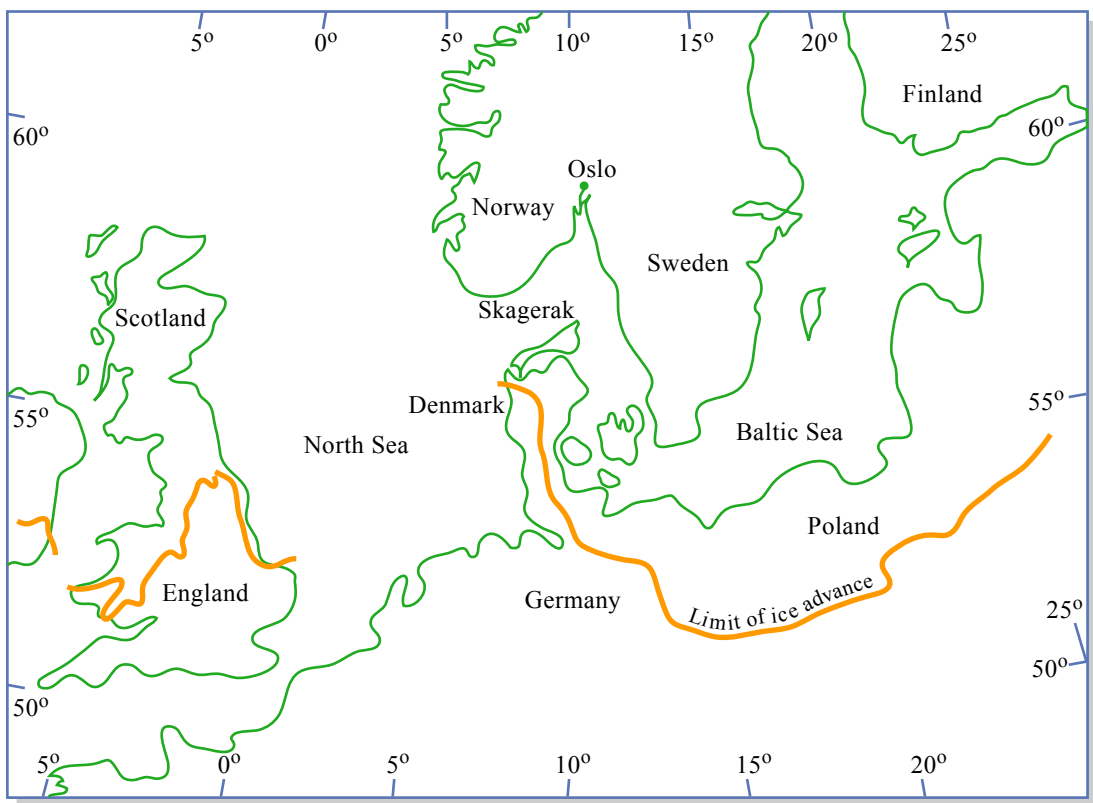 5º 0º 5º 10º 15º 20º 25º
Finland
60º 60º
Oslo
Norway
Sweden
Skagerak
Scotland
55º 55º
Denmark
Baltic Sea
North Sea
Poland
England
Germany
Limit of ice advance
25º
50º
50º
5º 0º 5º 10º 15º 20º